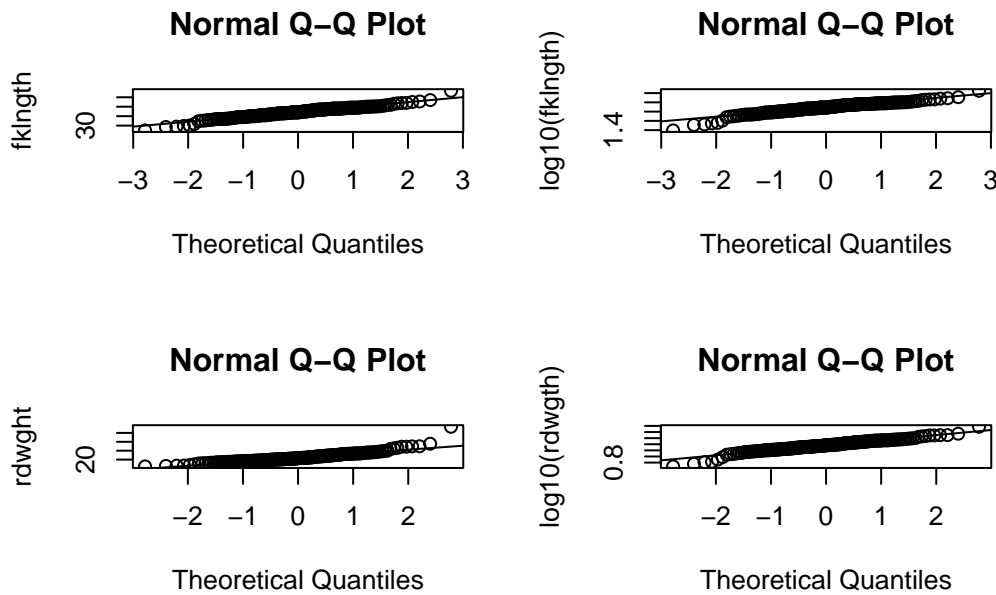 Normal Q−Q Plot
fklngth
30
−3 −2 −1 0 1 2 3
Theoretical Quantiles
Normal Q−Q Plot
log10(fklngth)
1.4
−3 −2 −1 0 1 2 3
Theoretical Quantiles
Normal Q−Q Plot
rdwght
20
−2 −1 0 1 2
Theoretical Quantiles
Normal Q−Q Plot
log10(rdwgth)
0.8
−2 −1 0 1 2
Theoretical Quantiles